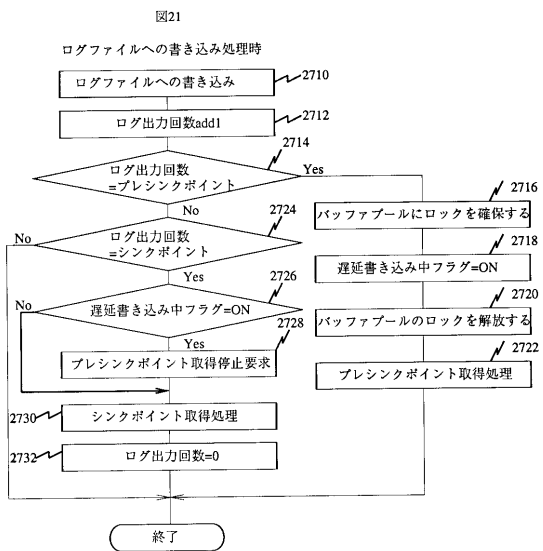 図21
ログファイルへの書き込み処理時
ログファイルへの書き込み
2710
ログ出力回数add1
2712
ログ出力回数
=プレシンクポイント
2714
Yes
No
バッファプールにロックを確保する
2716
遅延書き込み中フラグ=ON
2718
バッファプールのロックを解放する
2720
プレシンクポイント取得処理
2722
ログ出力回数
=シンクポイント
2724
No
Yes
遅延書き込み中フラグ=ON
2726
No
Yes
プレシンクポイント取得停止要求
2728
2730
シンクポイント取得処理
2732
ログ出力回数=0
終了